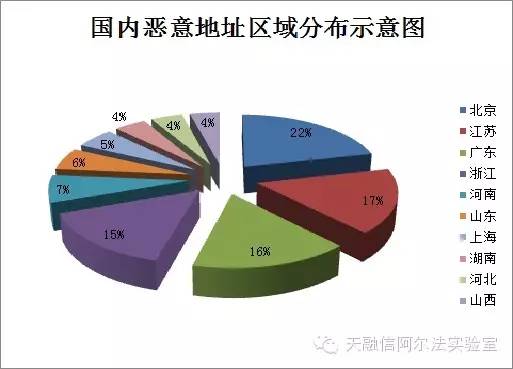 国内恶意地址区域分布示意图
22%
17%
16%
15%
7%
6%
5%
4%
4%
4%
北京
江苏
广东
浙江
河南
山东
上海
湖南
河北
山西
天融信阿尔法实验室